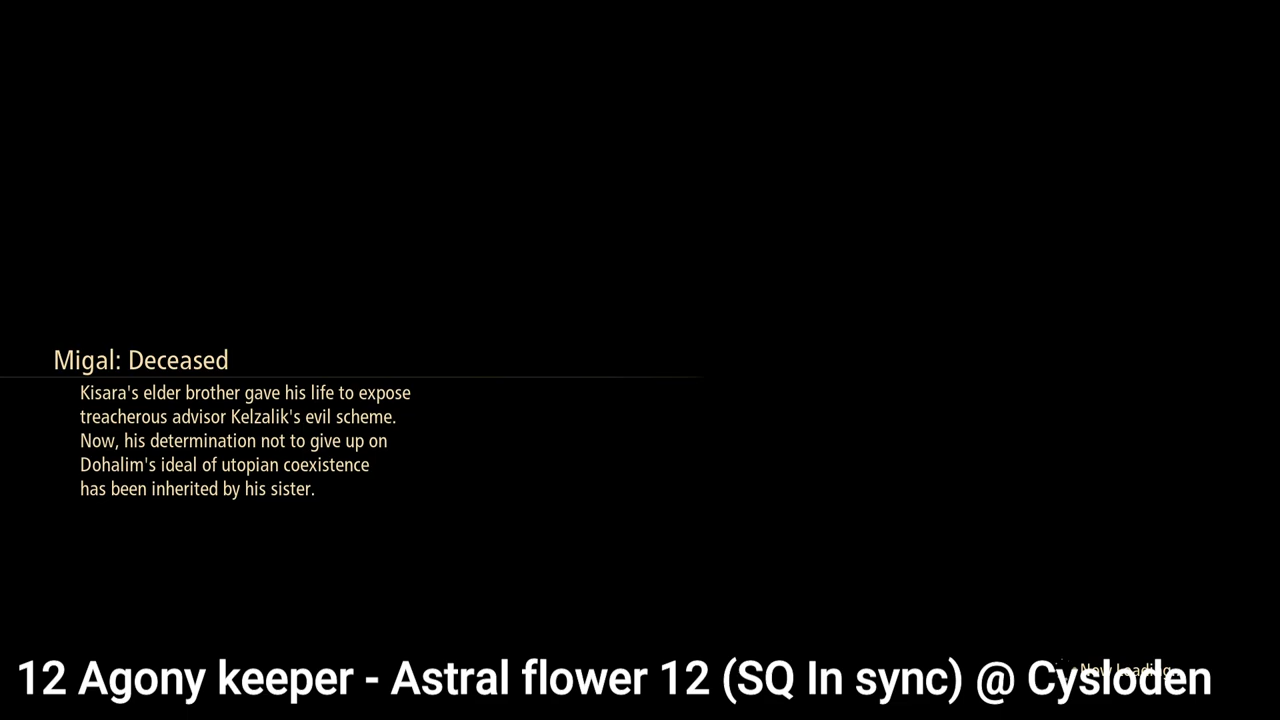 Migal: Deceased
Kisara's elder brother gave his life to expose
treacherous advisor Kelzalik's evil scheme.
Now, his determination not to give up on
Dohalim's ideal of utopian coexistence
has been inherited by his sister.
Now Loading
12 Agony keeper - Astral flower 12 (SQ In sync) @ Cysloden